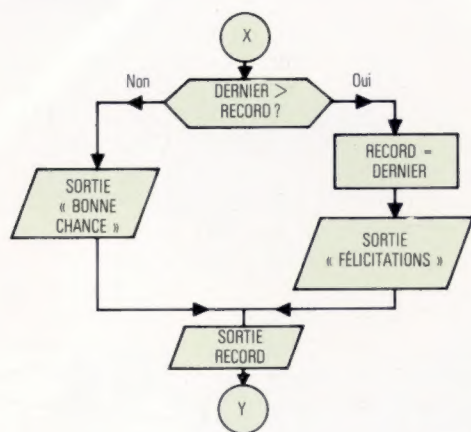 X
DERNIER >
RECORD ?
Non
Oui
RECORD =
DERNIER
SORTIE
« BONNE
CHANCE »
SORTIE
« FÉLICITATIONS »
SORTIE
RECORD
Y